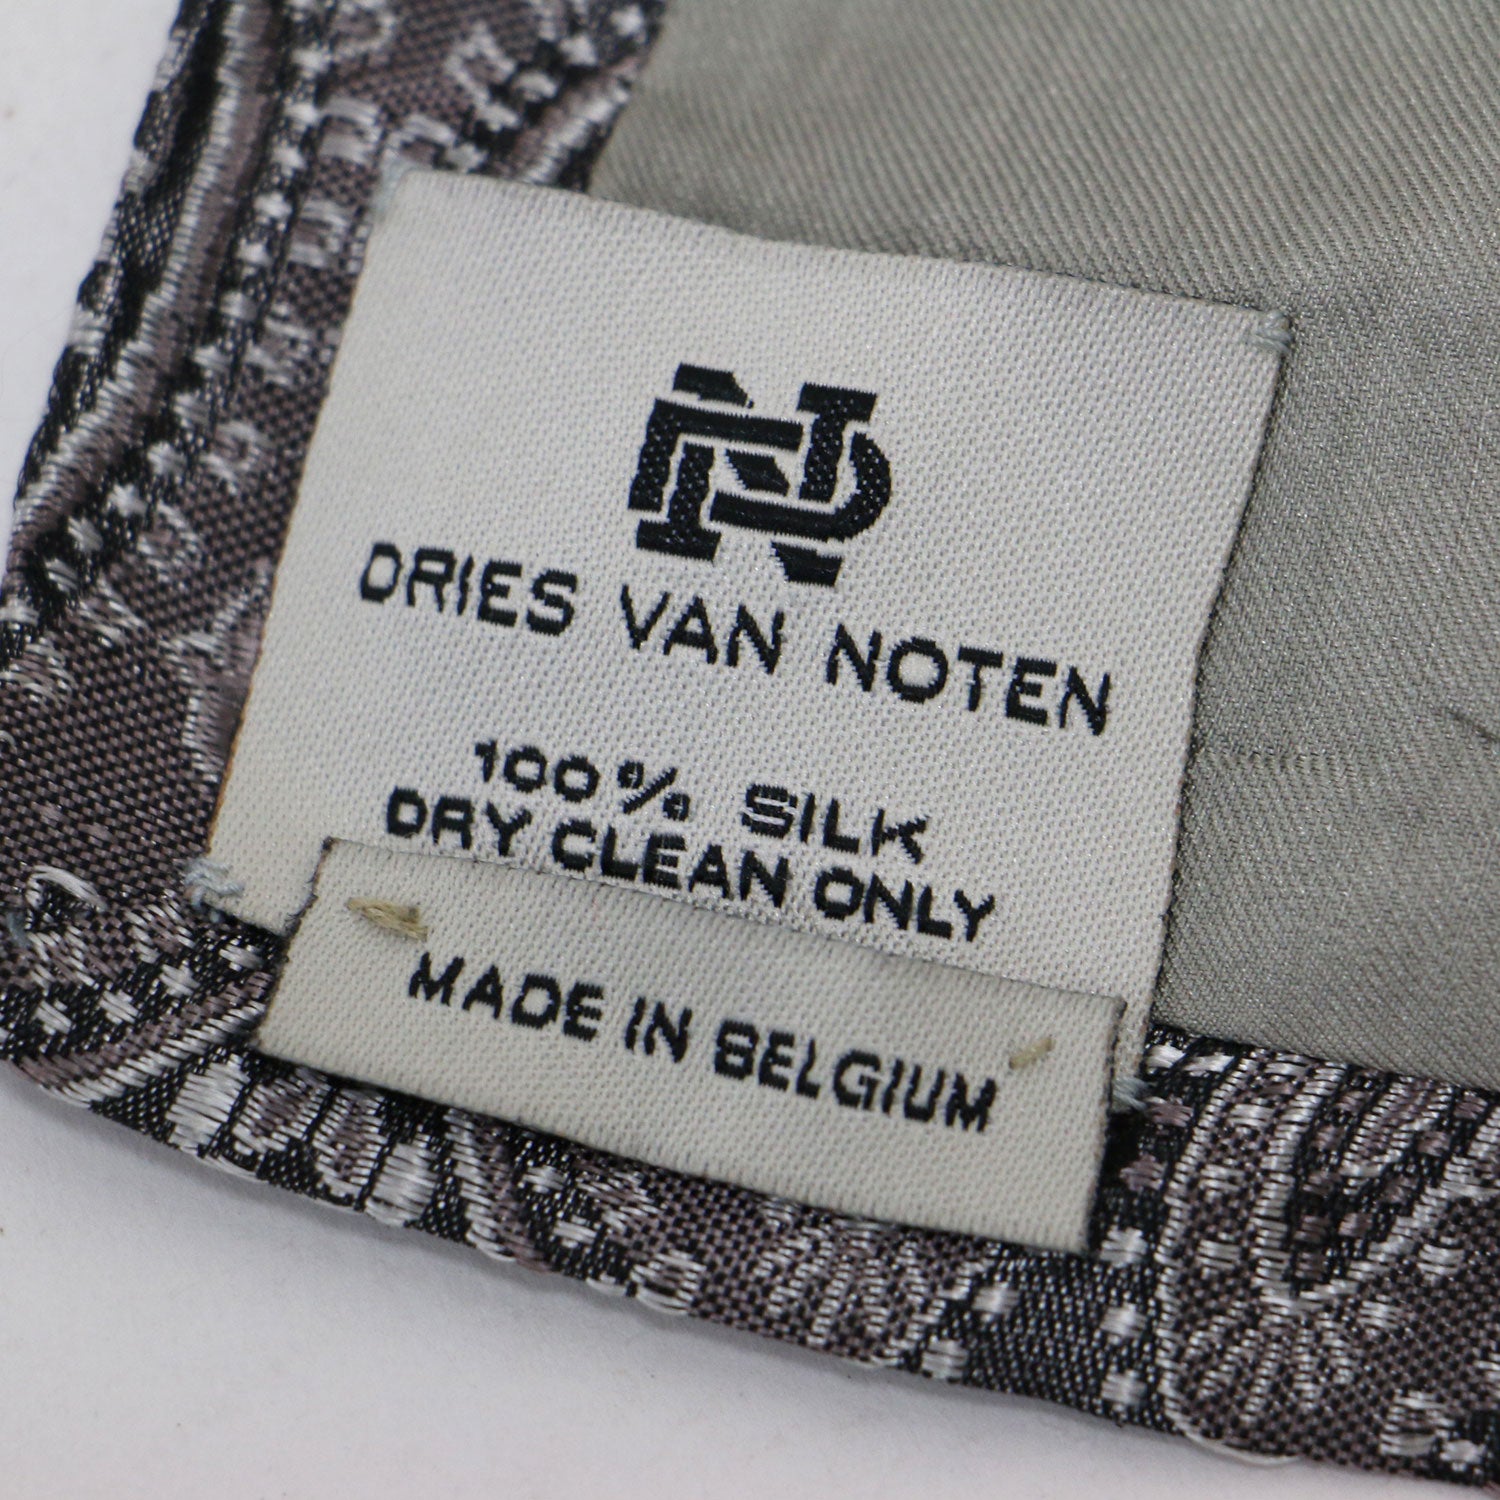 DRIES VAN NOTEN
100% SILK
DRY CLEAN ONLY
MADE IN BELGIUM